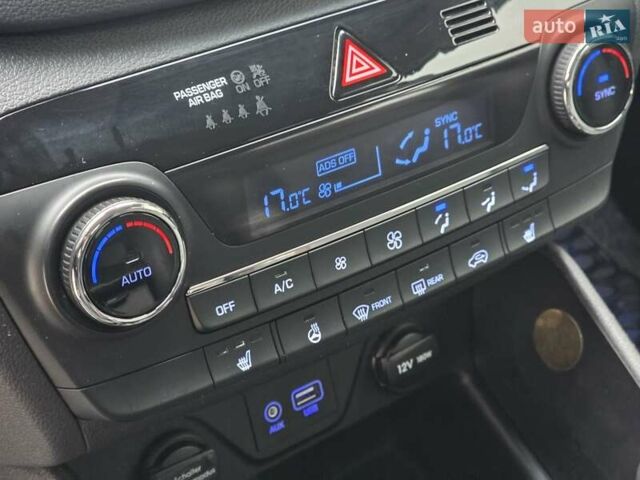 auto RIA.com
PASSENGER
AIR BAG
ON OFF
SYNC
SYNC
17.0°C
ADS OFF
17.0°C
AUTO
OFF
A/C
FRONT
REAR
12V 180W
AUX
USB